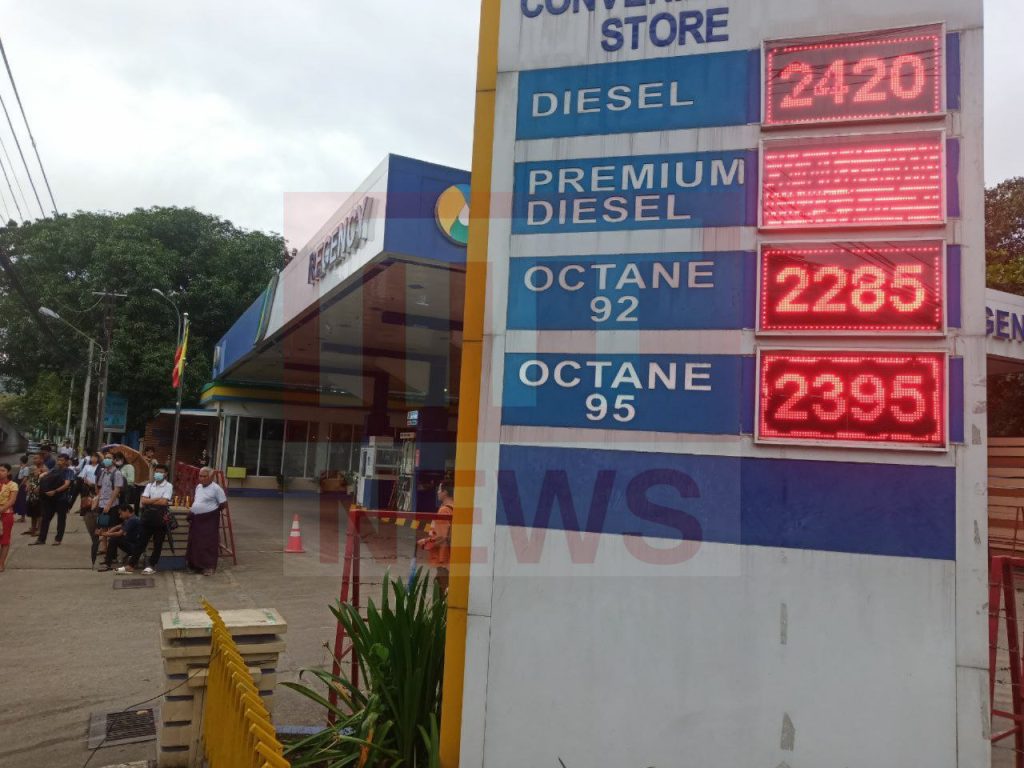 STORE
DIESEL
2420
PREMIUM
DIESEL
OCTANE
92
2285
OCTANE
95
2395
REGENCY
NEWS